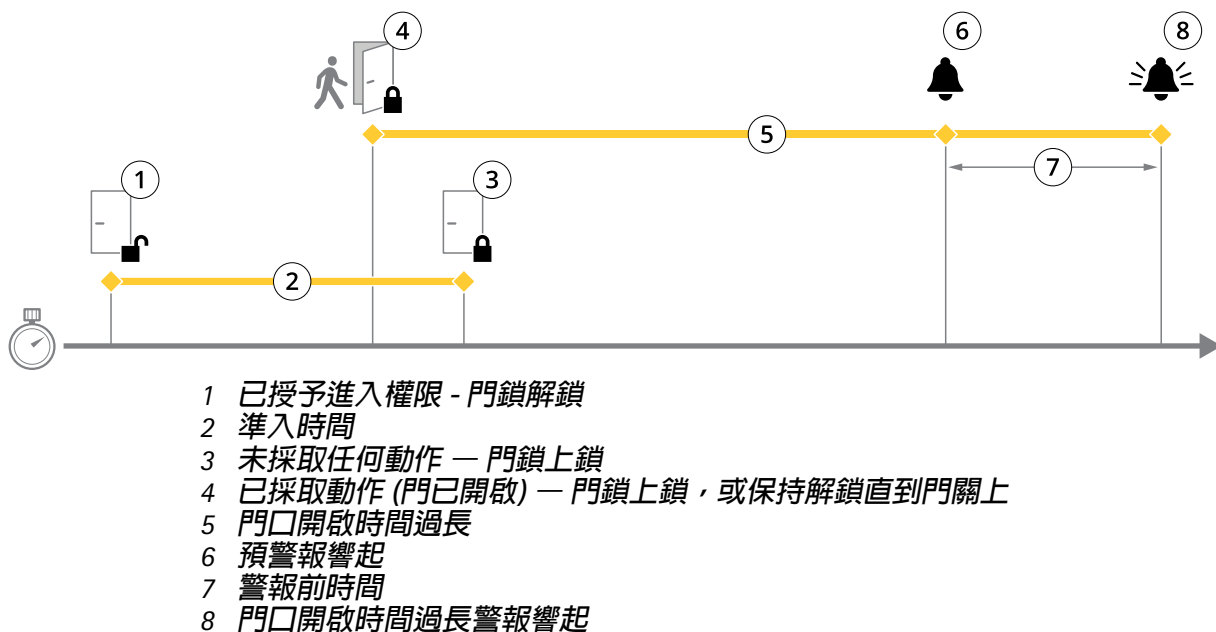 4
6
8
5
1
3
7
2
1 已授予進入權限 - 門鎖解鎖
2 準入時間
3 未採取任何動作 — 門鎖上鎖
4 已採取動作 (門已開啟) — 門鎖上鎖，或保持解鎖直到門關上
5 門口開啟時間過長
6 預警報響起
7 警報前時間
8 門口開啟時間過長警報響起